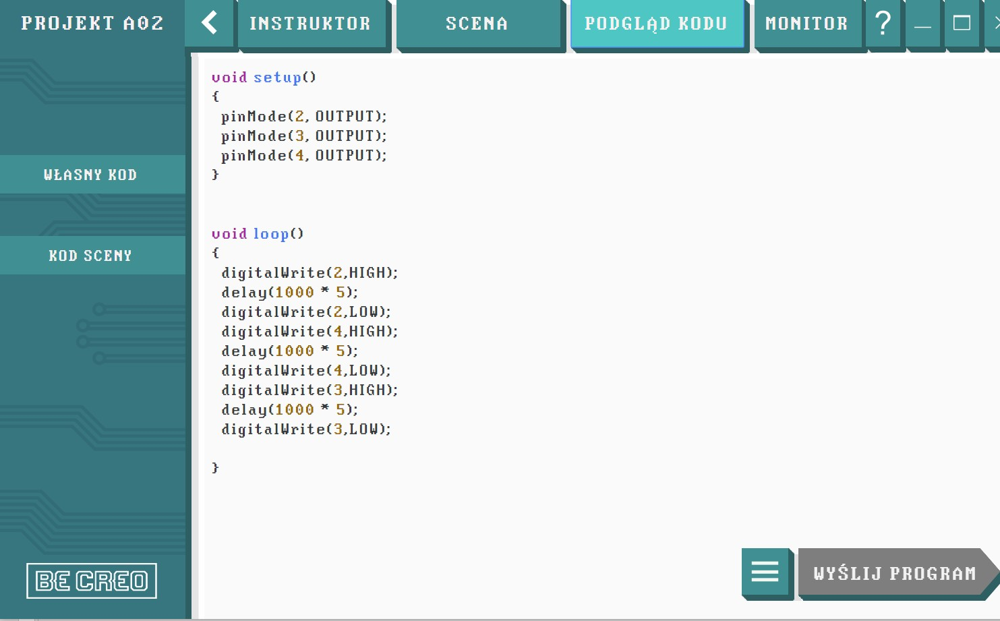 PROJEKT A02
INSTRUKTOR
SCENA
PODGLĄD KODU
MONITOR
?
WŁASNY KOD
KOD SCENY
void setup()
{
pinMode(2, OUTPUT);
pinMode(3, OUTPUT);
pinMode(4, OUTPUT);
}
void loop()
{
digitalWrite(2,HIGH);
delay(1000 * 5);
digitalWrite(2,LOW);
digitalWrite(4,HIGH);
delay(1000 * 5);
digitalWrite(4,LOW);
digitalWrite(3,HIGH);
delay(1000 * 5);
digitalWrite(3,LOW);
}
BE CREO
WYŚLIJ PROGRAM